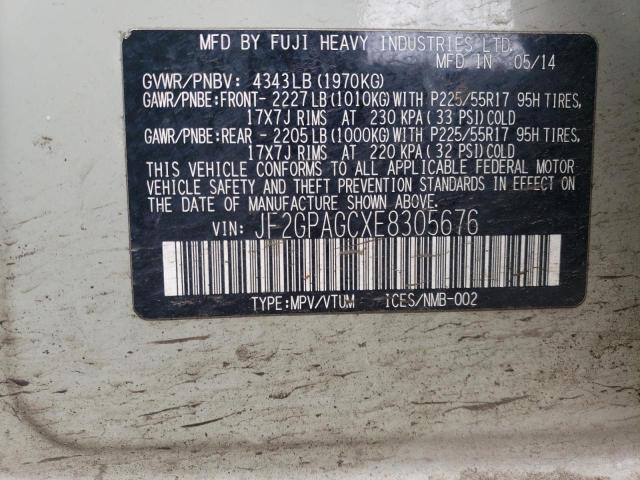 MFD BY FUJI HEAVY INDUSTRIES LTD.
MFD IN 05/14
GVWR/PNBV: 4343LB(1970KG)
GAWR/PNBE:FRONT- 2227LB(1010KG)WITH P225/55R17 95H TIRES,
17X7J RIMS AT 230 KPA( 33 PSI)COLD
GAWR/PNBE:REAR - 2205LB(1000KG)WITH P225/55R17 95H TIRES,
17X7J RIMS AT 220 KPA( 32 PSI)COLD
THIS VEHICLE CONFORMS TO ALL APPLICABLE FEDERAL MOTOR
VEHICLE SAFETY AND THEFT PREVENTION STANDARDS IN EFFECT ON
THE DATE OF MANUFACTURE SHOWN ABOVE.
VIN: JF2GPAGCXE8305676
TYPE:MPV/VTUM ICES/NMB-002